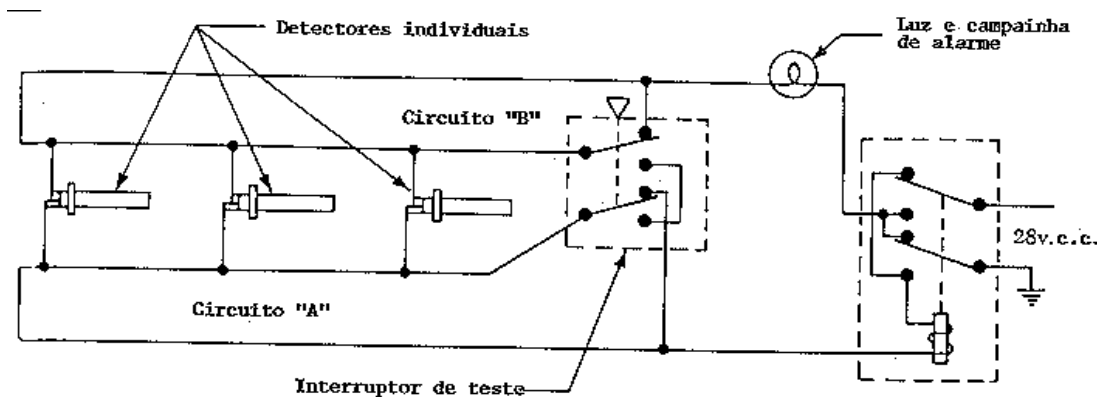 Detectores individuais
Luz e campainha
de alarme
Circuito "B"
28v.c.c.
Circuito "A"
Interruptor de teste